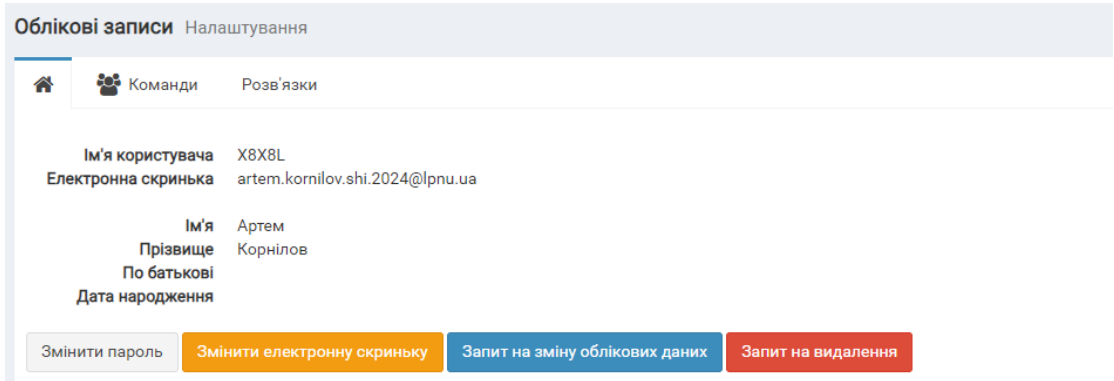 Облікові записи Налаштування
Команди Розв'язки
Ім'я користувача X8X8L
Електронна скринька artem.kornilov.shi.2024@lpnu.ua
Ім'я Артем
Прізвище Корнілов
По батькові
Дата народження
Змінити пароль Змінити електронну скриньку Запит на зміну облікових даних Запит на видалення